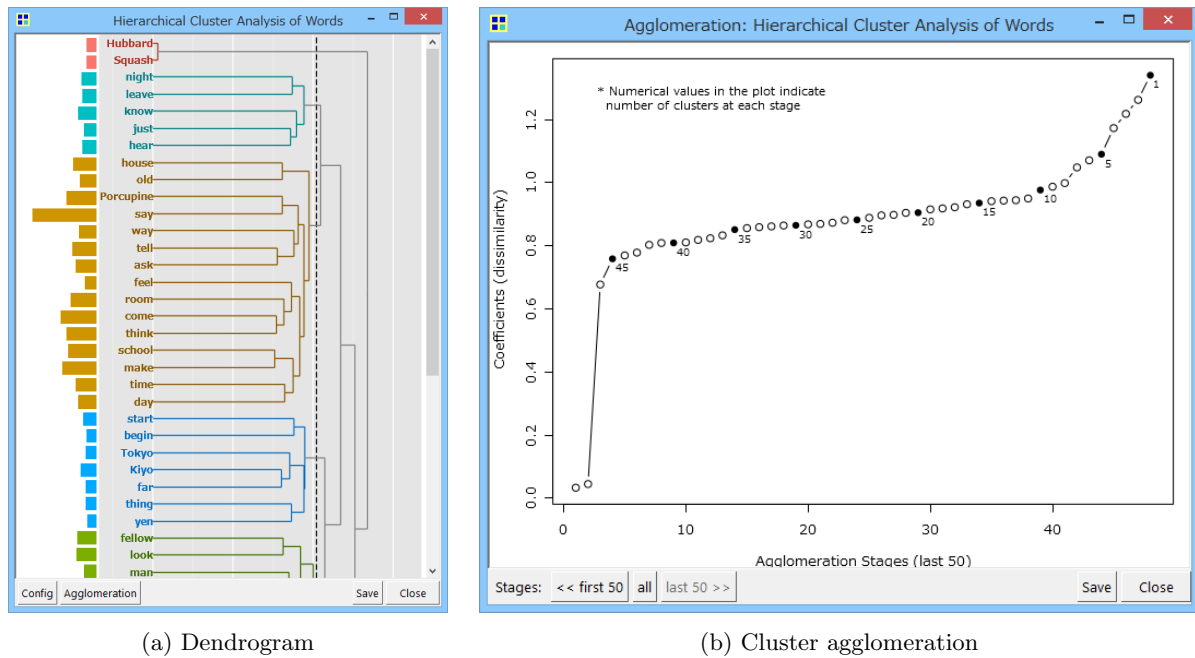 Hierarchical Cluster Analysis of Words
Hubbard
Squash
night
leave
know
just
hear
house
old
Porcupine
say
way
tell
ask
feel
room
come
think
school
make
time
day
start
begin
Tokyo
Kiyo
far
thing
yen
fellow
look
man
Config Agglomeration Save Close
(a) Dendrogram
Agglomeration: Hierarchical Cluster Analysis of Words
* Numerical values in the plot indicate
number of clusters at each stage
Coefficients (dissimilarity)
1.2
1.0
0.8
0.6
0.4
0.2
0.0
45
40
35
30
25
20
15
10
5
1
0 10 20 30 40
Agglomeration Stages (last 50)
Stages: << first 50 all last 50 >> Save Close
(b) Cluster agglomeration